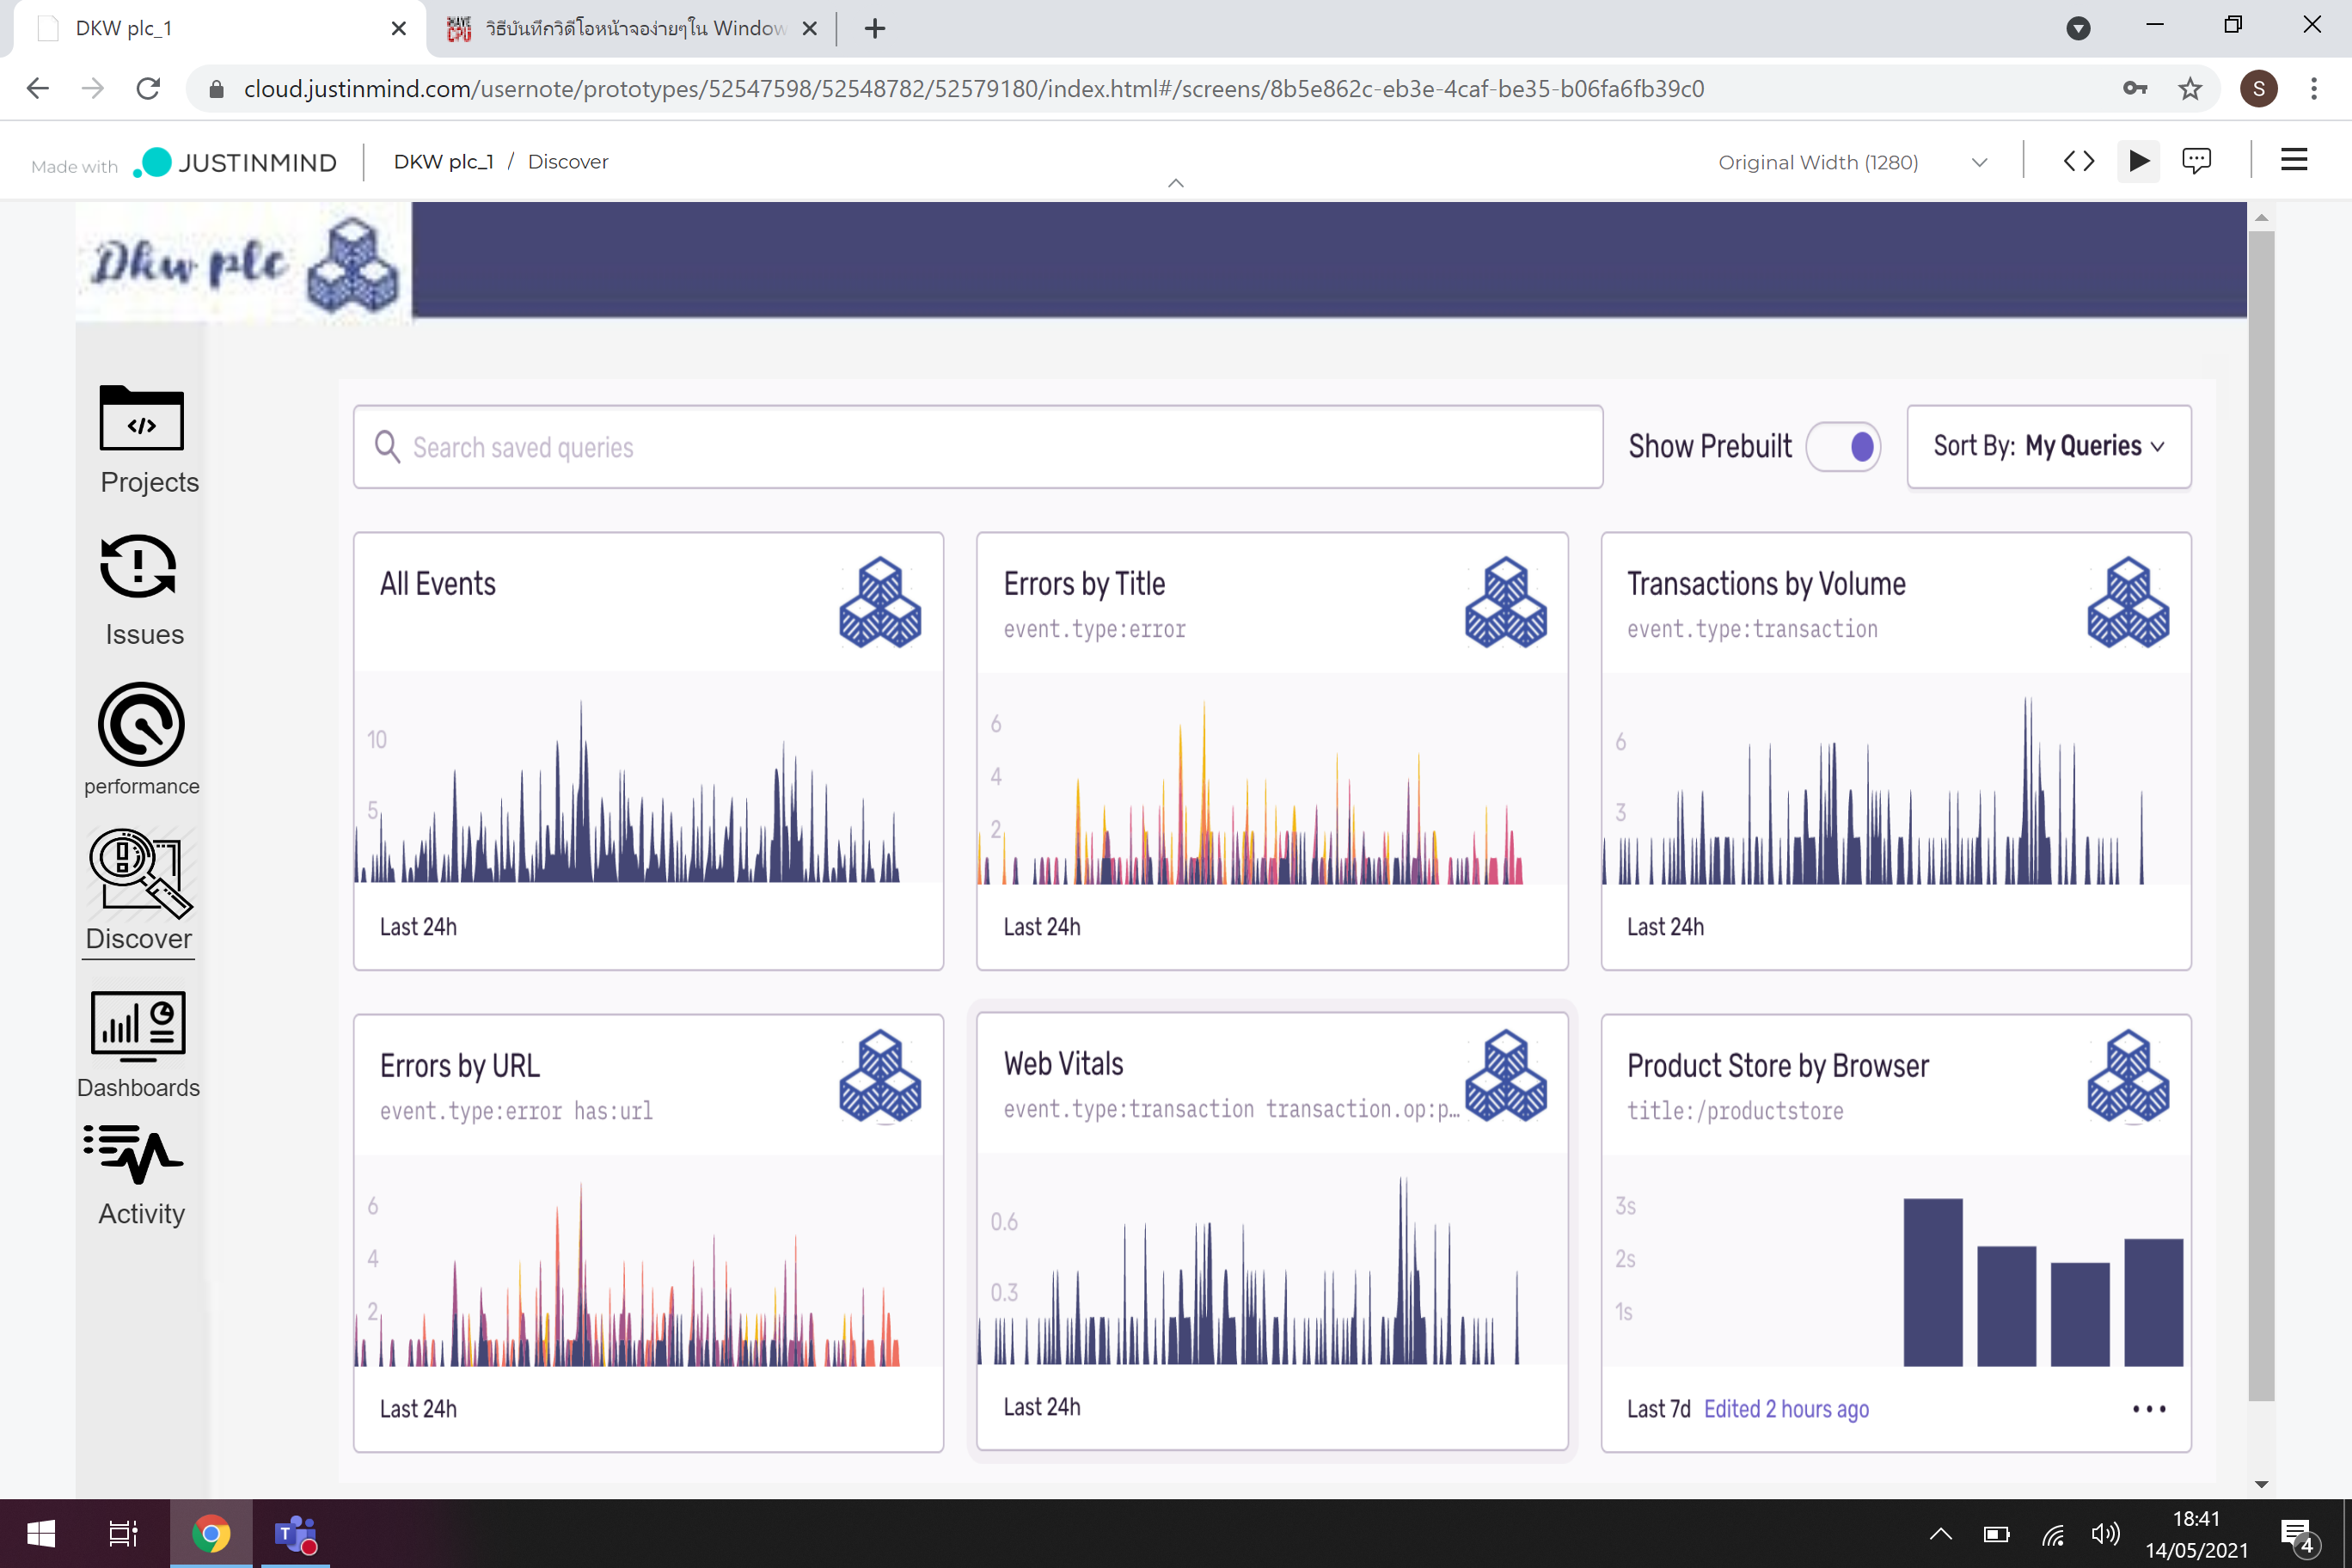 DKW plc_1
วิธีบันทึกวิดีโอหน้าจอง่ายๆใน Window
cloud.justinmind.com/usernote/prototypes/52547598/52548782/52579180/index.html#/screens/8b5e862c-eb3e-4caf-be35-b06fa6fb39c0
S
Made with JUSTINMIND
DKW plc_1 / Discover
Original Width (1280)
Dkw plc
Projects
Issues
performance
Discover
Dashboards
Activity
Search saved queries
Show Prebuilt
Sort By: My Queries
All Events
10
5
Last 24h
Errors by Title
event.type:error
6
4
2
Last 24h
Transactions by Volume
event.type:transaction
6
3
Last 24h
Errors by URL
event.type:error has:url
6
4
2
Last 24h
Web Vitals
event.type:transaction transaction.op:p...
0.6
0.3
Last 24h
Product Store by Browser
title:/productstore
3s
2s
1s
Last 7d Edited 2 hours ago
T
18:41
14/05/2021
4